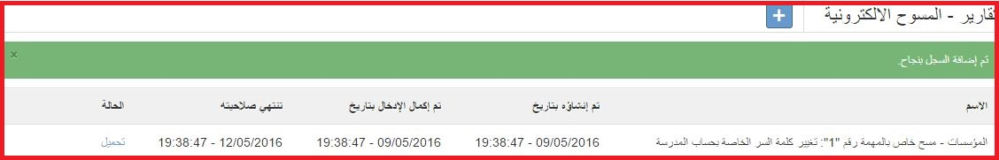 تقارير - المسوح الالكترونية +
تم إضافة السجل بنجاح. ×
الاسم تم إنشاؤه بتاريخ تم إكمال الإدخال بتاريخ تنتهي صلاحيته الحالة
المؤسسات - مسح خاص بالمهمة رقم "1": تغيير كلمة السر الخاصة بحساب المدرسة 09/05/2016 - 19:38:47 09/05/2016 - 19:38:47 12/05/2016 - 19:38:47 تحميل